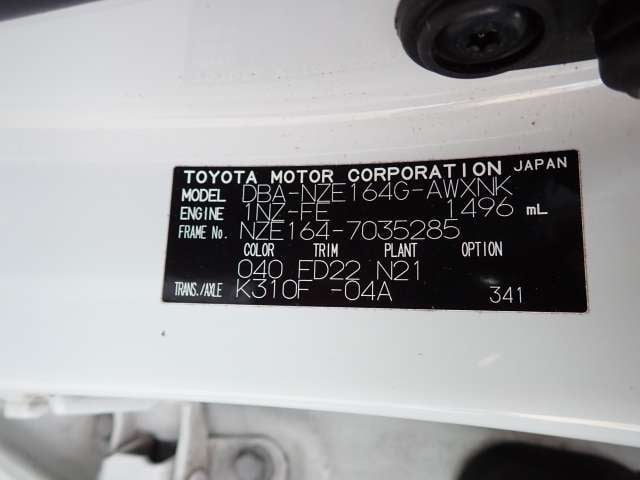 TOYOTA MOTOR CORPORATION JAPAN
MODEL DBA-NZE164G-AWXNK
ENGINE 1NZ-FE 1496 mL
FRAME No. NZE164-7035285
COLOR TRIM PLANT OPTION
040 FD22 N21
TRANS./AXLE K310F -04A 341